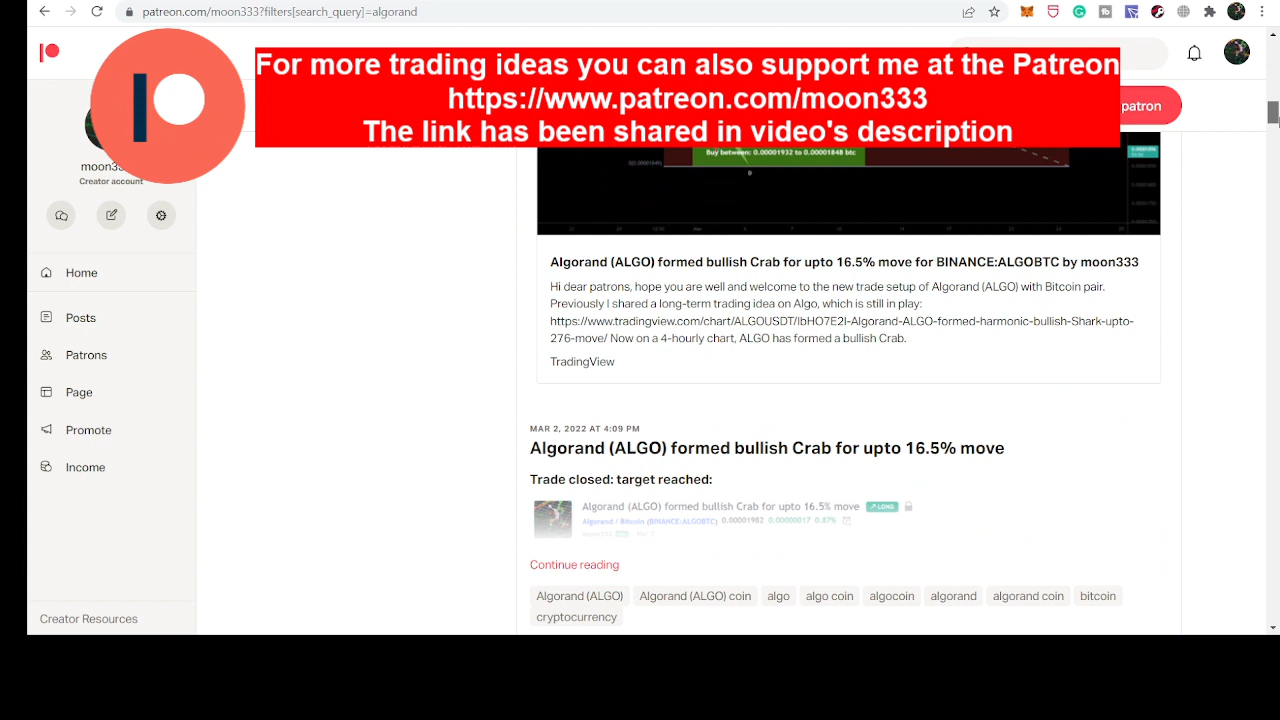 patreon.com/moon333?filters[search_query]=algorand
For more trading ideas you can also support me at the Patreon
https://www.patreon.com/moon333
The link has been shared in video's description
patron
moon33
Creator account
Home
Posts
Patrons
Page
Promote
Income
Creator Resources
Buy between: 0.00001932 to 0.00001848 btc
0
Algorand (ALGO) formed bullish Crab for upto 16.5% move for BINANCE:ALGOBTC by moon333
Hi dear patrons, hope you are well and welcome to the new trade setup of Algorand (ALGO) with Bitcoin pair.
Previously I shared a long-term trading idea on Algo, which is still in play:
https://www.tradingview.com/chart/ALGOUSDT/IbHO7E2I-Algorand-ALGO-formed-harmonic-bullish-Shark-upto-
276-move/ Now on a 4-hourly chart, ALGO has formed a bullish Crab.
TradingView
MAR 2, 2022 AT 4:09 PM
Algorand (ALGO) formed bullish Crab for upto 16.5% move
Trade closed: target reached:
Algorand (ALGO) formed bullish Crab for upto 16.5% move LONG
Algorand / Bitcoin (BINANCE:ALGOBTC) 0.00001982 0.00000017 0.87%
moon333
Continue reading
Algorand (ALGO) Algorand (ALGO) coin algo algo coin algocoin algorand algorand coin bitcoin
cryptocurrency